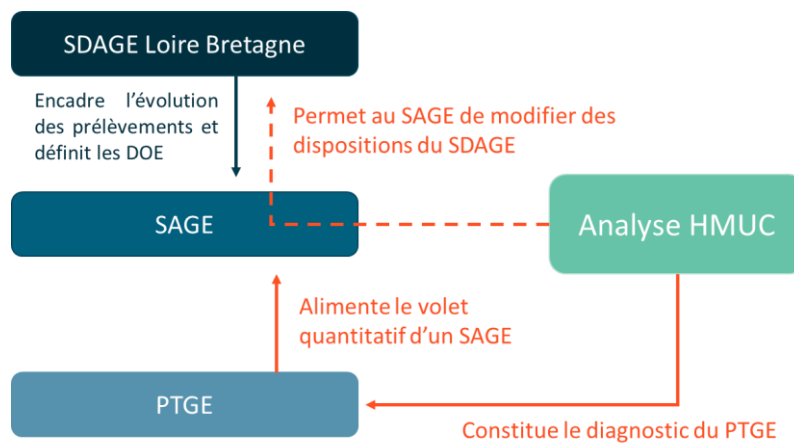 SDAGE Loire Bretagne
Encadre l’évolution
des prélèvements et
définit les DOE
Permet au SAGE de modifier des
dispositions du SDAGE
SAGE
Analyse HMUC
Alimente le volet
quantitatif d’un SAGE
PTGE
Constitue le diagnostic du PTGE